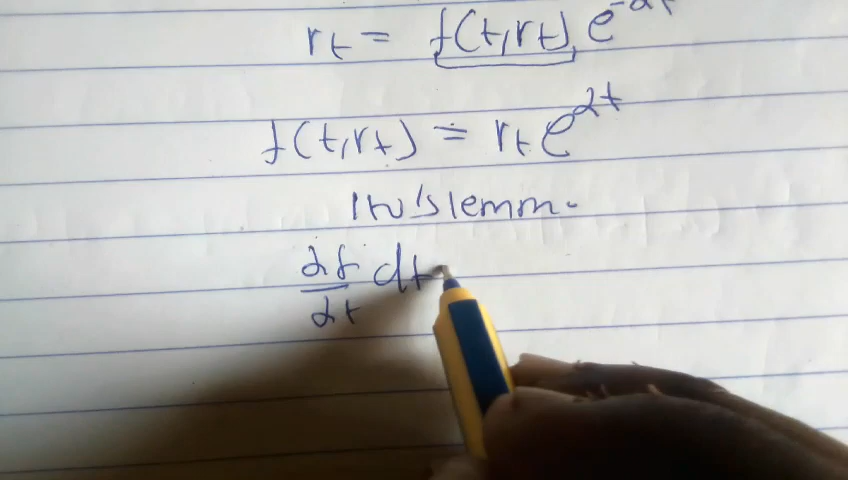 rt = f(t,rt) e^-αt
f(t,rt) = rt e^αt
Ito's lemm.
∂f/∂t dt